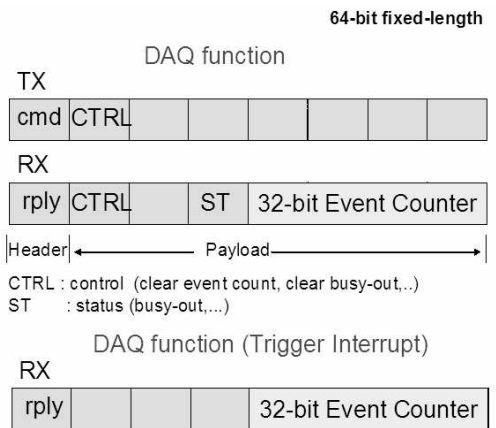 64-bit fixed-length
DAQ function
TX
cmd CTRL
RX
rply CTRL ST 32-bit Event Counter
Header Payload
CTRL : control (clear event count, clear busy-out,..)
ST : status (busy-out,...)
DAQ function (Trigger Interrupt)
RX
rply 32-bit Event Counter